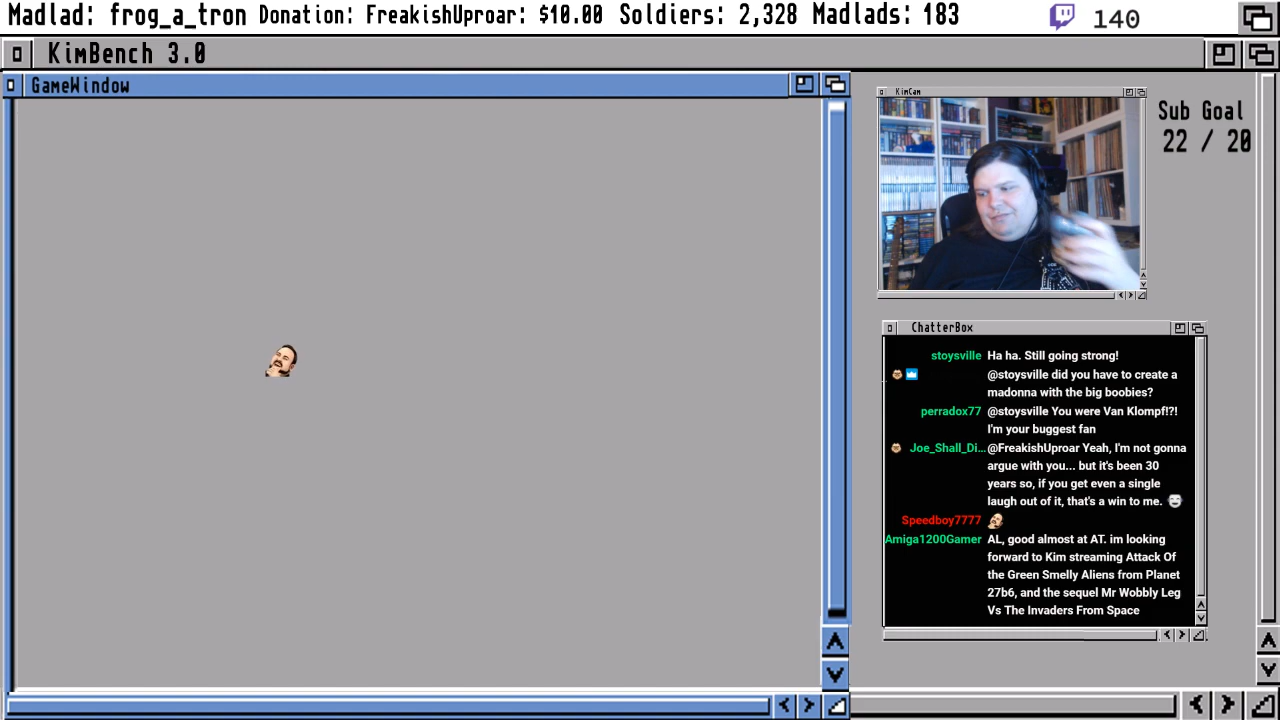 Madlad: frog_a_tron Donation: FreakishUproar: $10.00 Soldiers: 2,328 Madlads: 183 140
KimBench 3.0
GameWindow
KimCam
Sub Goal
22 / 20
ChatterBox
stoysville Ha ha. Still going strong!
@stoysville did you have to create a
madonna with the big boobies?
perradox77 @stoysville You were Van Klompf!?!
I'm your buggest fan
Joe_Shall_Di... @FreakishUproar Yeah, I'm not gonna
argue with you... but it's been 30
years so, if you get even a single
laugh out of it, that's a win to me.
Speedboy7777
Amiga1200Gamer AL, good almost at AT. im looking
forward to Kim streaming Attack Of
the Green Smelly Aliens from Planet
27b6, and the sequel Mr Wobbly Leg
Vs The Invaders From Space